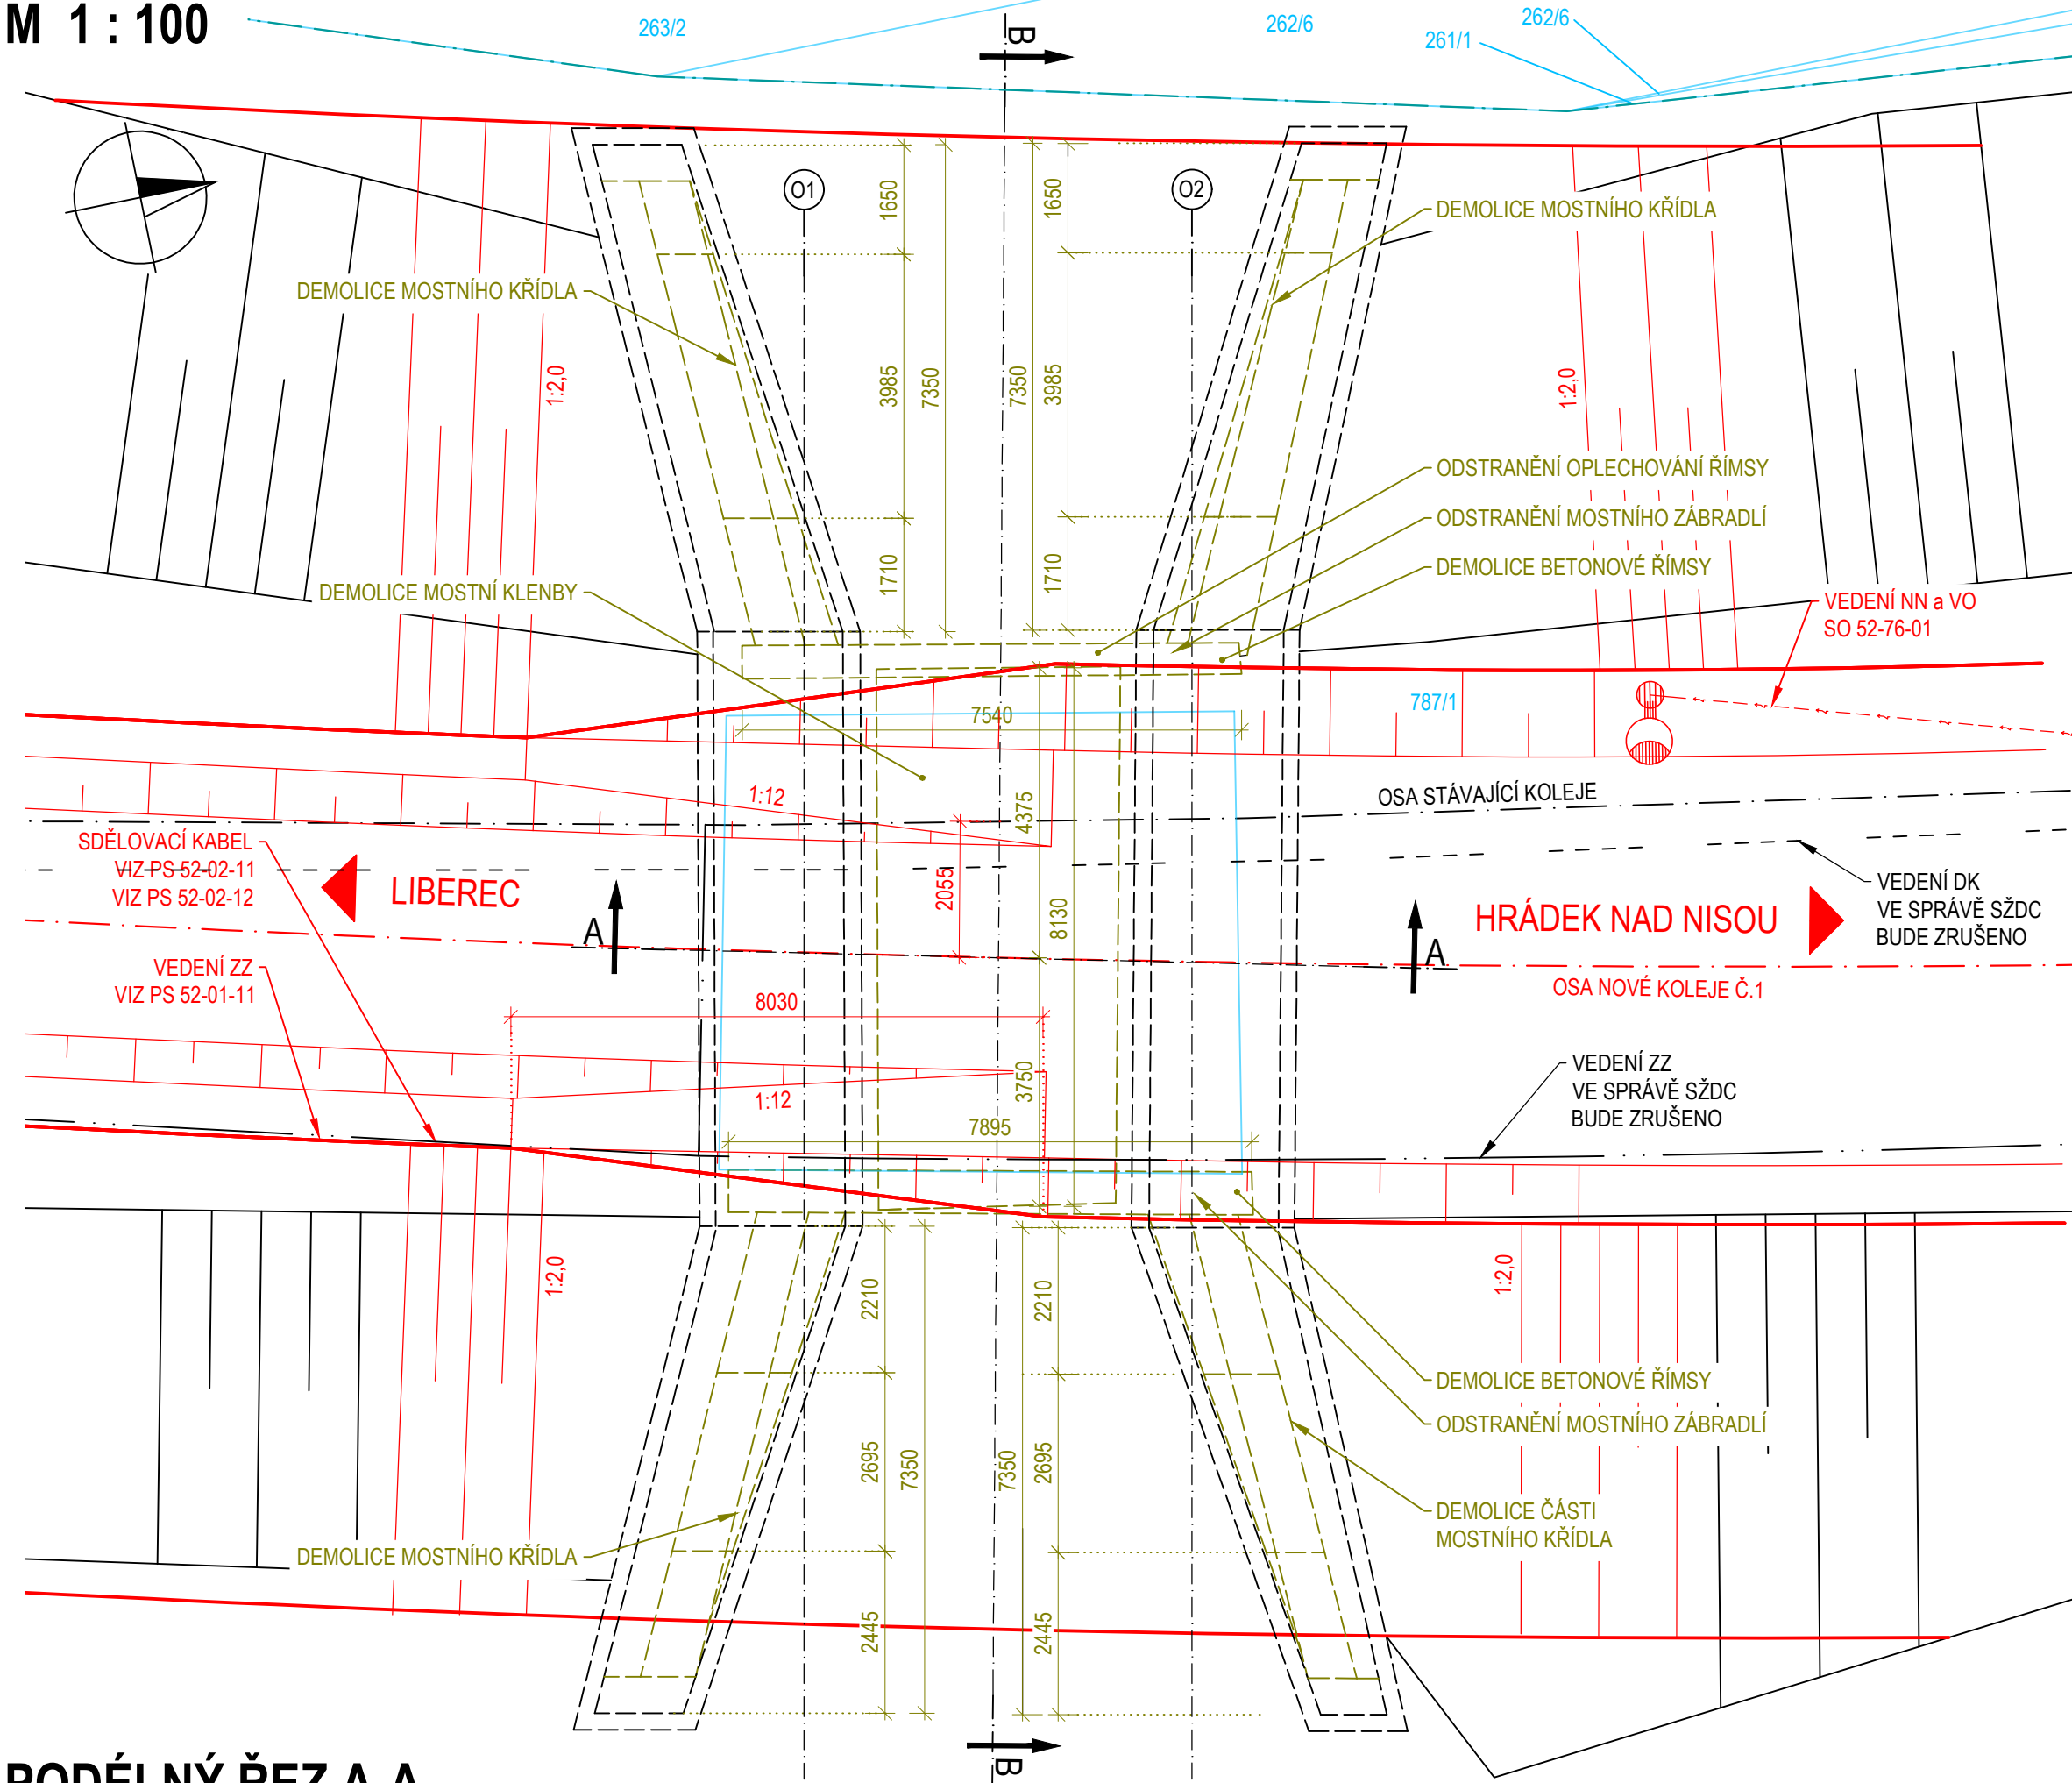 M 1 : 100
263/2
B
262/6
261/1
262/6
O1
O2
1650
7350
7350
1650
3985
3985
1710
1710
DEMOLICE MOSTNÍHO KŘÍDLA
DEMOLICE MOSTNÍHO KŘÍDLA
1:2,0
1:2,0
ODSTRANĚNÍ OPLECHOVÁNÍ ŘÍMSY
ODSTRANĚNÍ MOSTNÍHO ZÁBRADLÍ
DEMOLICE BETONOVÉ ŘÍMSY
DEMOLICE MOSTNÍ KLENBY
VEDENÍ NN a VO
SO 52-76-01
787/1
7540
1:12
4375
OSA STÁVAJÍCÍ KOLEJE
SDĚLOVACÍ KABEL
VIZ PS 52-02-11
VIZ PS 52-02-12
LIBEREC
2055
8130
A
A
HRÁDEK NAD NISOU
VEDENÍ DK
VE SPRÁVĚ SŽDC
BUDE ZRUŠENO
VEDENÍ ZZ
VIZ PS 52-01-11
8030
OSA NOVÉ KOLEJE Č.1
3750
1:12
7895
VEDENÍ ZZ
VE SPRÁVĚ SŽDC
BUDE ZRUŠENO
1:2,0
1:2,0
2210
2210
2695
7350
7350
2695
2445
2445
DEMOLICE BETONOVÉ ŘÍMSY
ODSTRANĚNÍ MOSTNÍHO ZÁBRADLÍ
DEMOLICE ČÁSTI
MOSTNÍHO KŘÍDLA
DEMOLICE MOSTNÍHO KŘÍDLA
B
PODÉLNÝ ŘEZ A-A